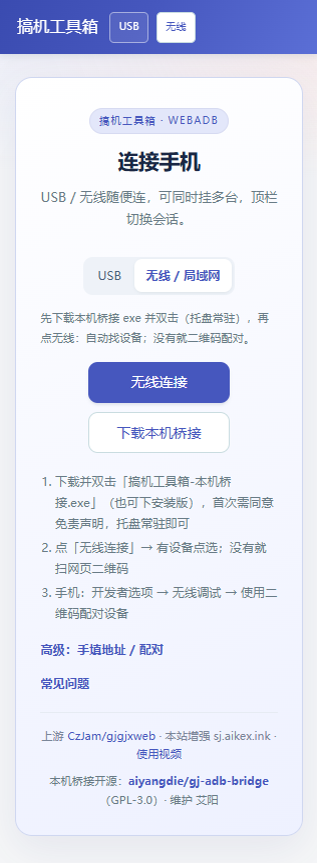 搞机工具箱 USB 无线
搞机工具箱 · WEBADB
连接手机
USB / 无线随便连，可同时挂多台，顶栏
切换会话。
USB 无线 / 局域网
先下载本机桥接 exe 并双击（托盘常驻），再
点无线：自动找设备；没有就二维码配对。
无线连接
下载本机桥接
1. 下载并双击「搞机工具箱-本机桥
接.exe」（也可下安装版），首次需同意
免责声明，托盘常驻即可
2. 点「无线连接」→ 有设备点选；没有就
扫网页二维码
3. 手机：开发者选项 → 无线调试 → 使用二
维码配对设备
高级：手填地址 / 配对
常见问题
上游 CzJam/gjgjxweb · 本站增强 sj.aikex.ink ·
使用视频
本机桥接开源：aiyangdie/gj-adb-bridge
（GPL-3.0）· 维护 艾阳